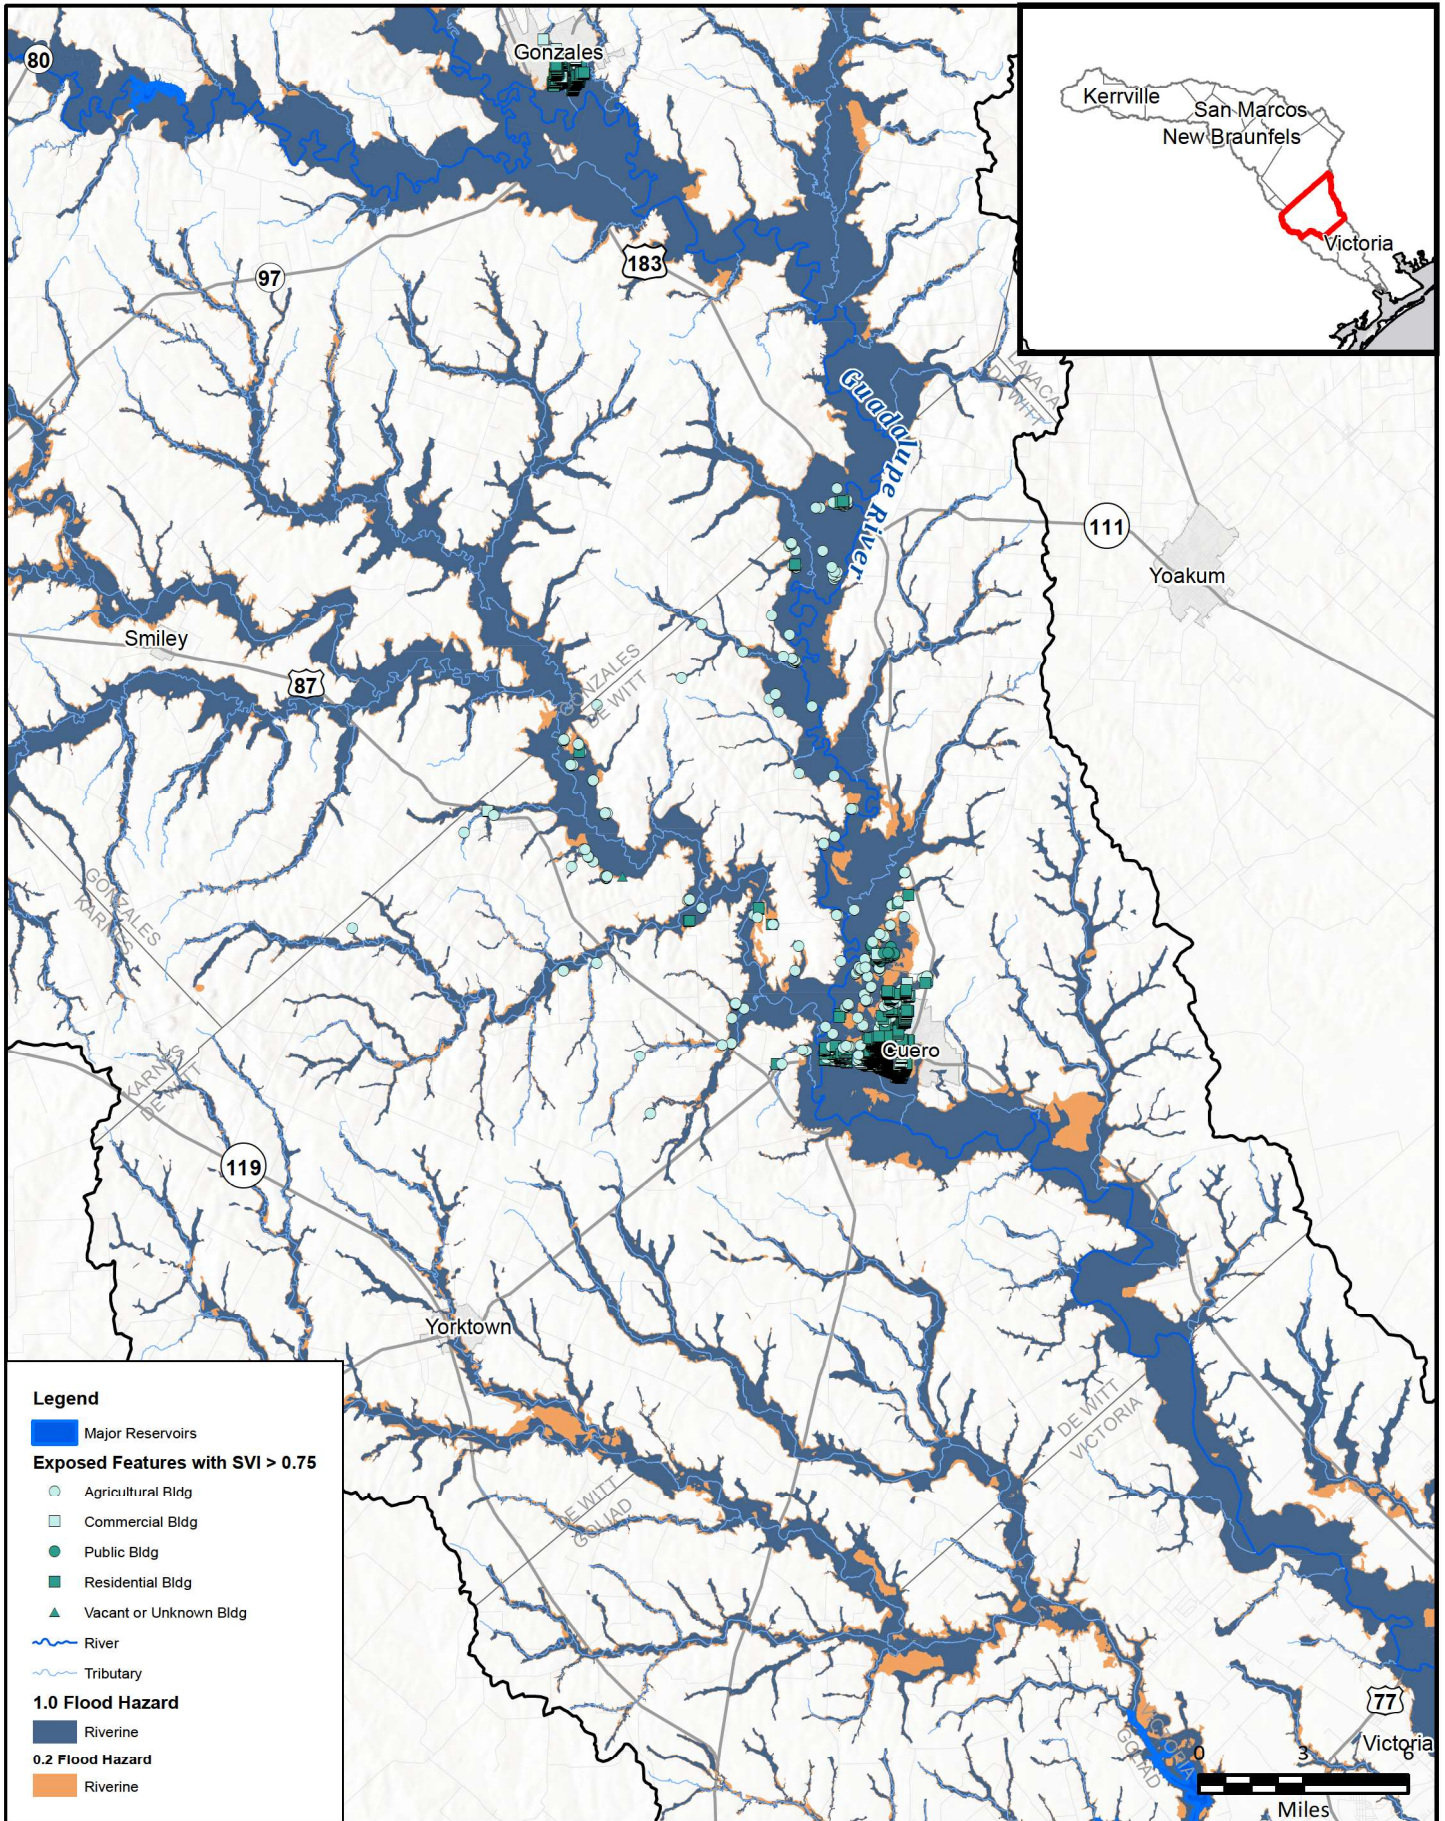 80
Gonzales
Kerrville
San Marcos
New Braunfels
Victoria
183
97
LAVACA
DE WITT
Guadalupe River
111
Yoakum
Smiley
87
GONZALES
DE WITT
GONZALES
KARNES
Cuero
KARNES
DE WITT
119
Yorktown
DE WITT
VICTORIA
DE WITT
GOLIAD
Legend
Major Reservoirs
Exposed Features with SVI > 0.75
Agricultural Bldg
Commercial Bldg
Public Bldg
Residential Bldg
Vacant or Unknown Bldg
River
Tributary
1.0 Flood Hazard
Riverine
0.2 Flood Hazard
Riverine
77
Victoria
VICTORIA
GOLIAD
0 3 6
Miles